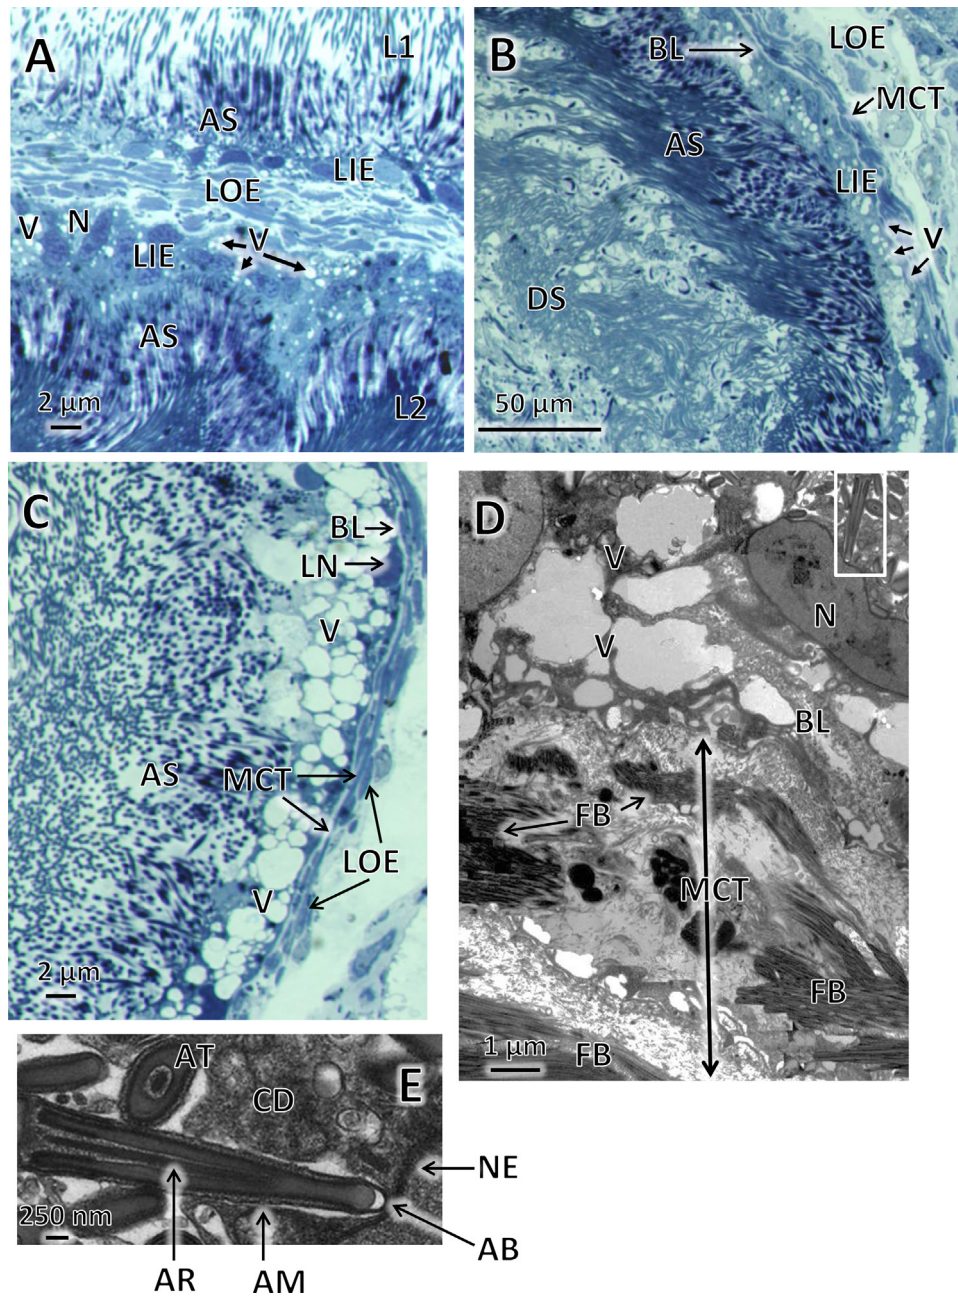 A
L1
AS
LIE
LOE
V
N
V
LIE
AS
2 μm
L2
B
BL
LOE
MCT
AS
LIE
V
DS
50 μm
C
BL
LN
V
AS
MCT
LOE
V
2 μm
D
V
N
V
BL
FB
MCT
FB
FB
1 μm
AT
E
CD
NE
250 nm
AB
AR
AM